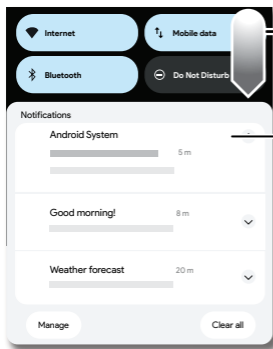 Internet
Mobile data
Bluetooth
Do Not Disturb
Notifications
Android System
5 m
Good morning!
8 m
Weather forecast
20 m
Manage
Clear all